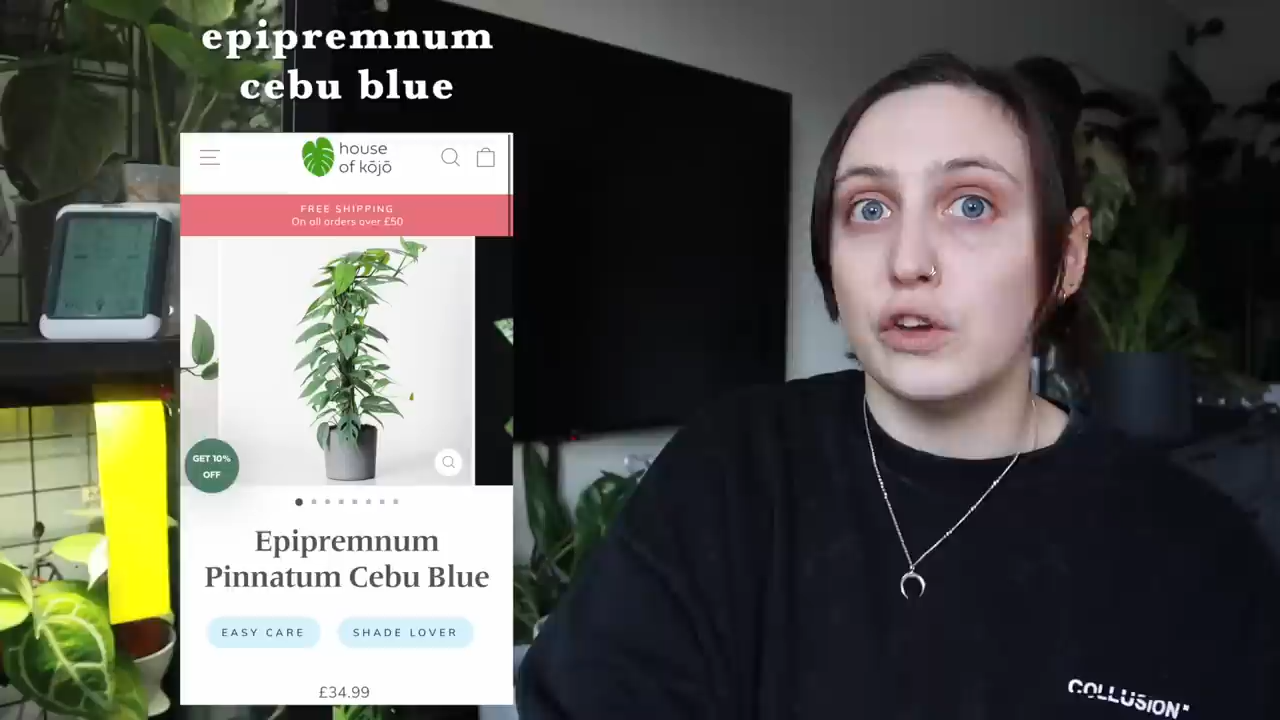 epipremnum
cebu blue
house
of kōjō
FREE SHIPPING
On all orders over £50
GET 10%
OFF
Epipremnum
Pinnatum Cebu Blue
EASY CARE
SHADE LOVER
£34.99
COLLUSION